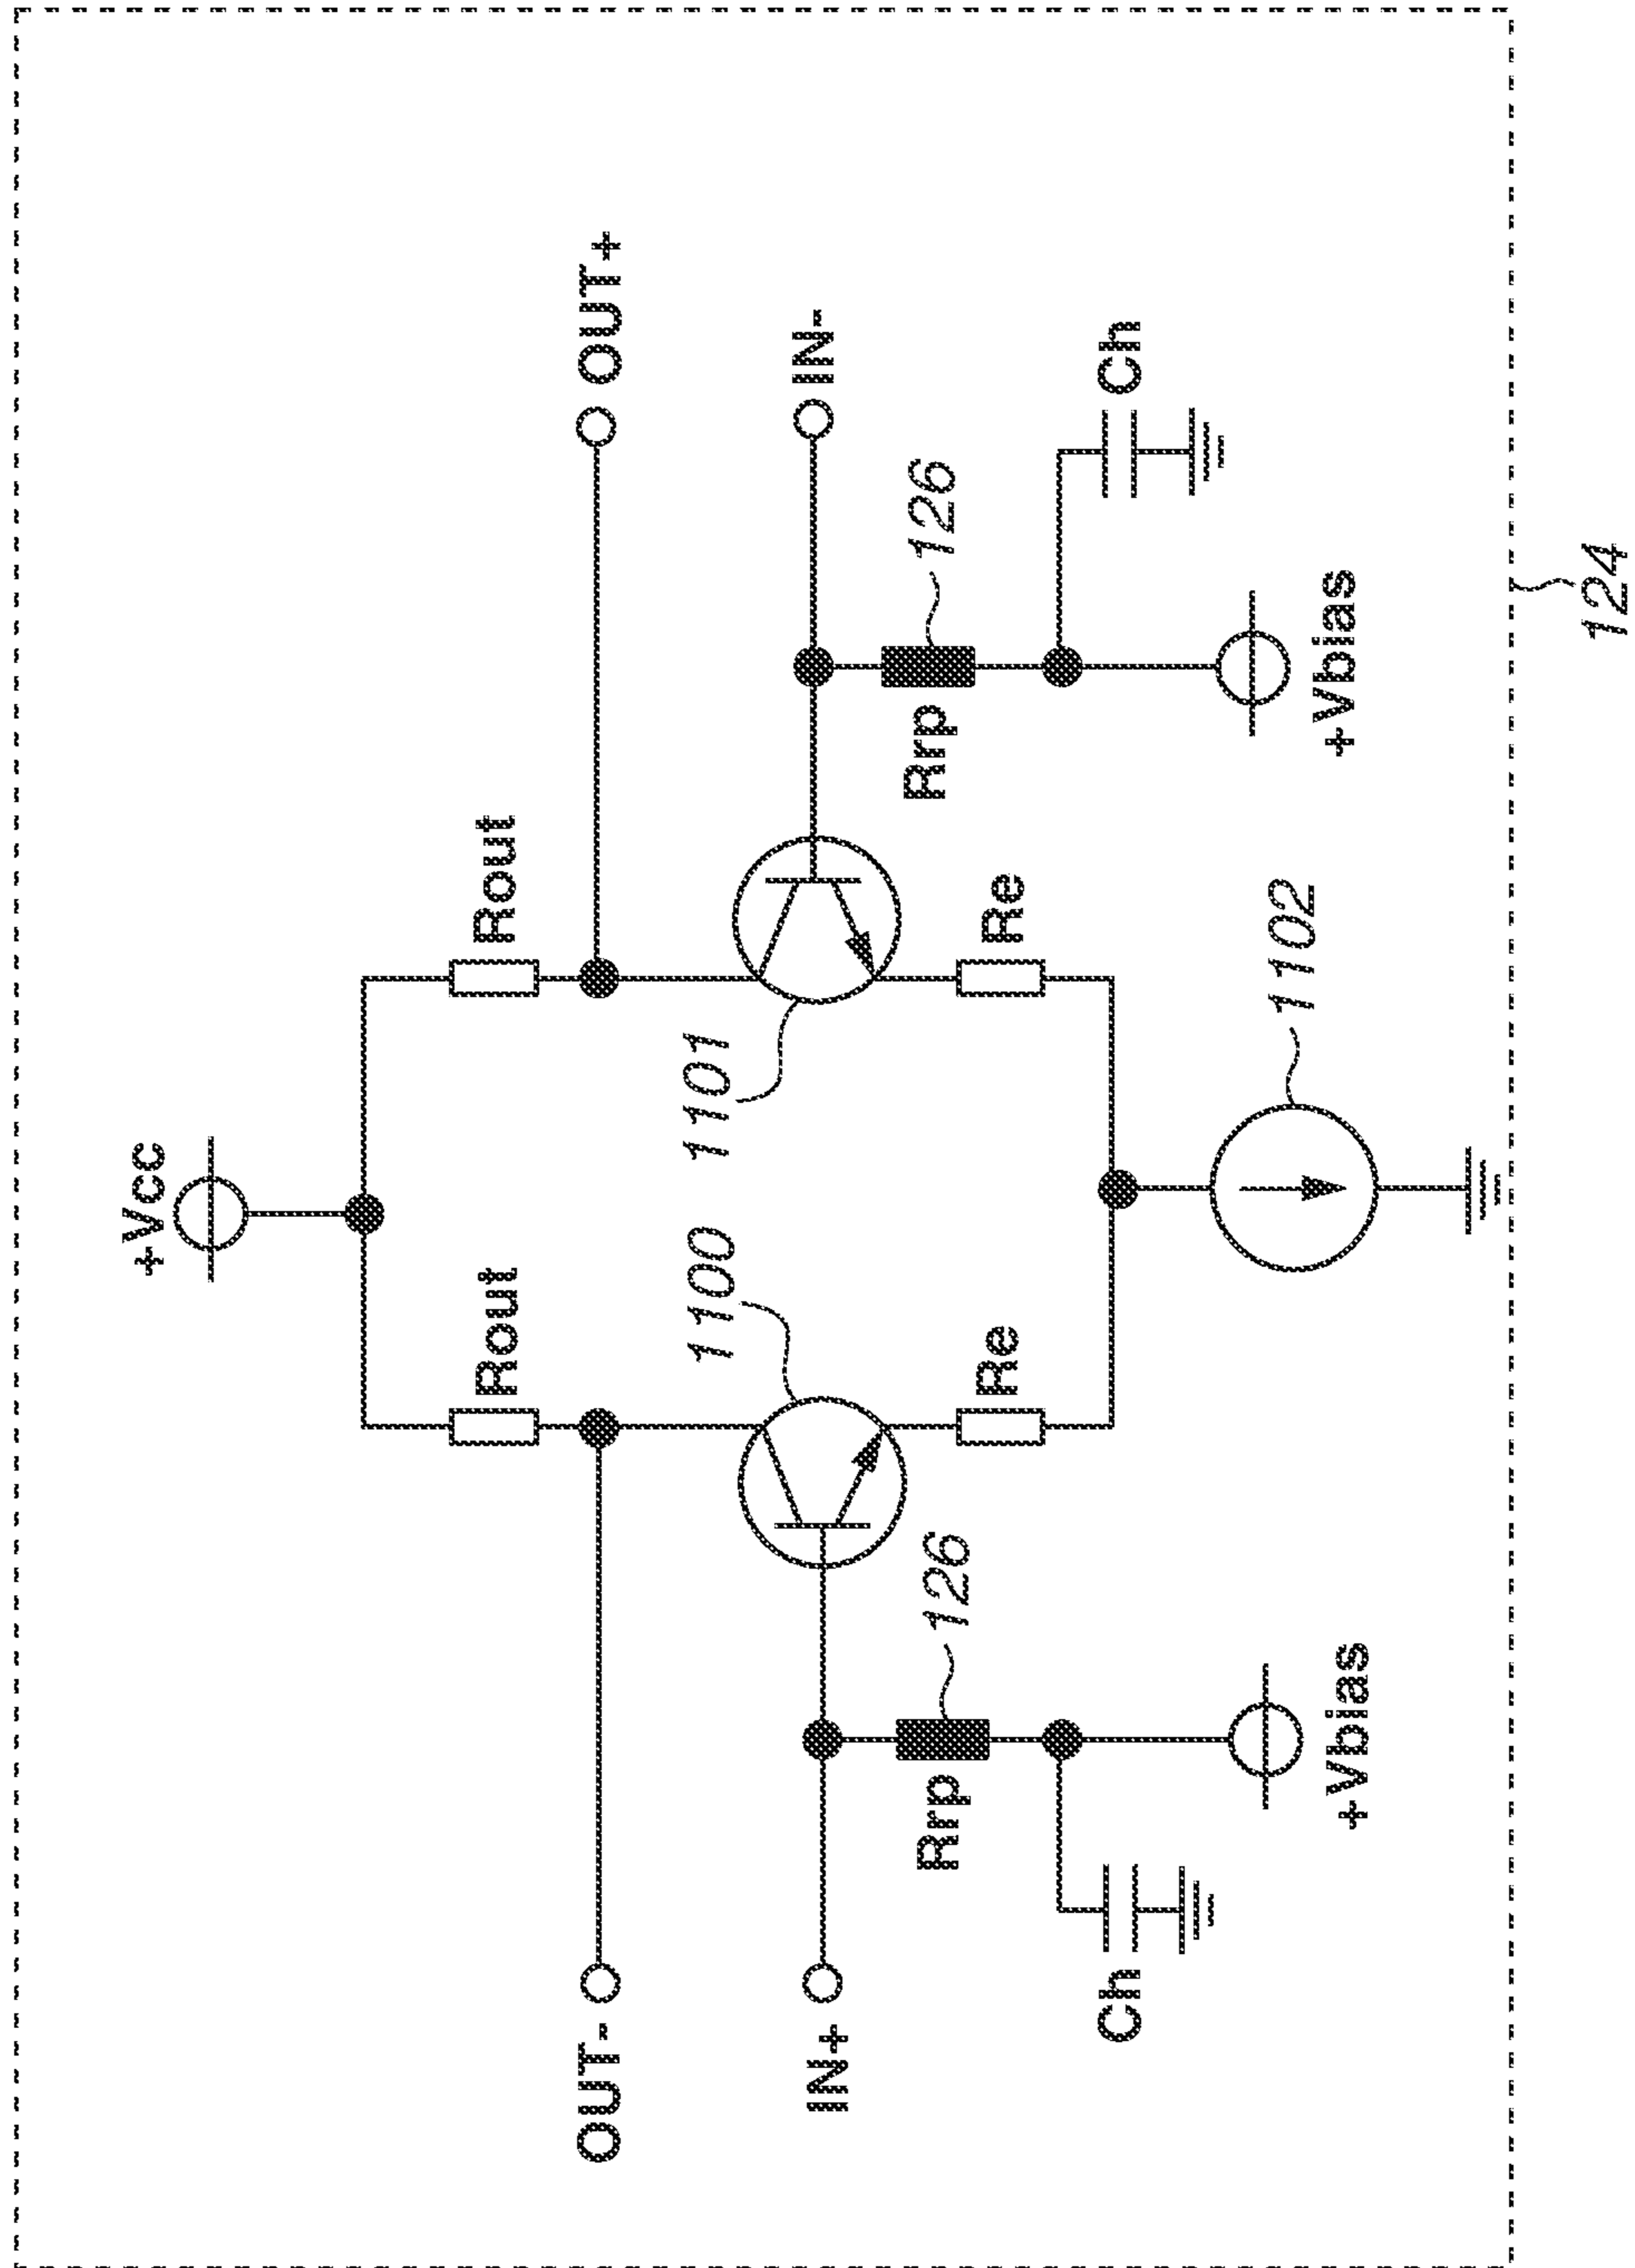 +Vcc
Rout
Rout
OUT-
OUT+
1100
1101
IN+
IN-
Rrp
126
Re
Re
Rrp
126
Ch
Ch
+Vbias
1102
+Vbias
124